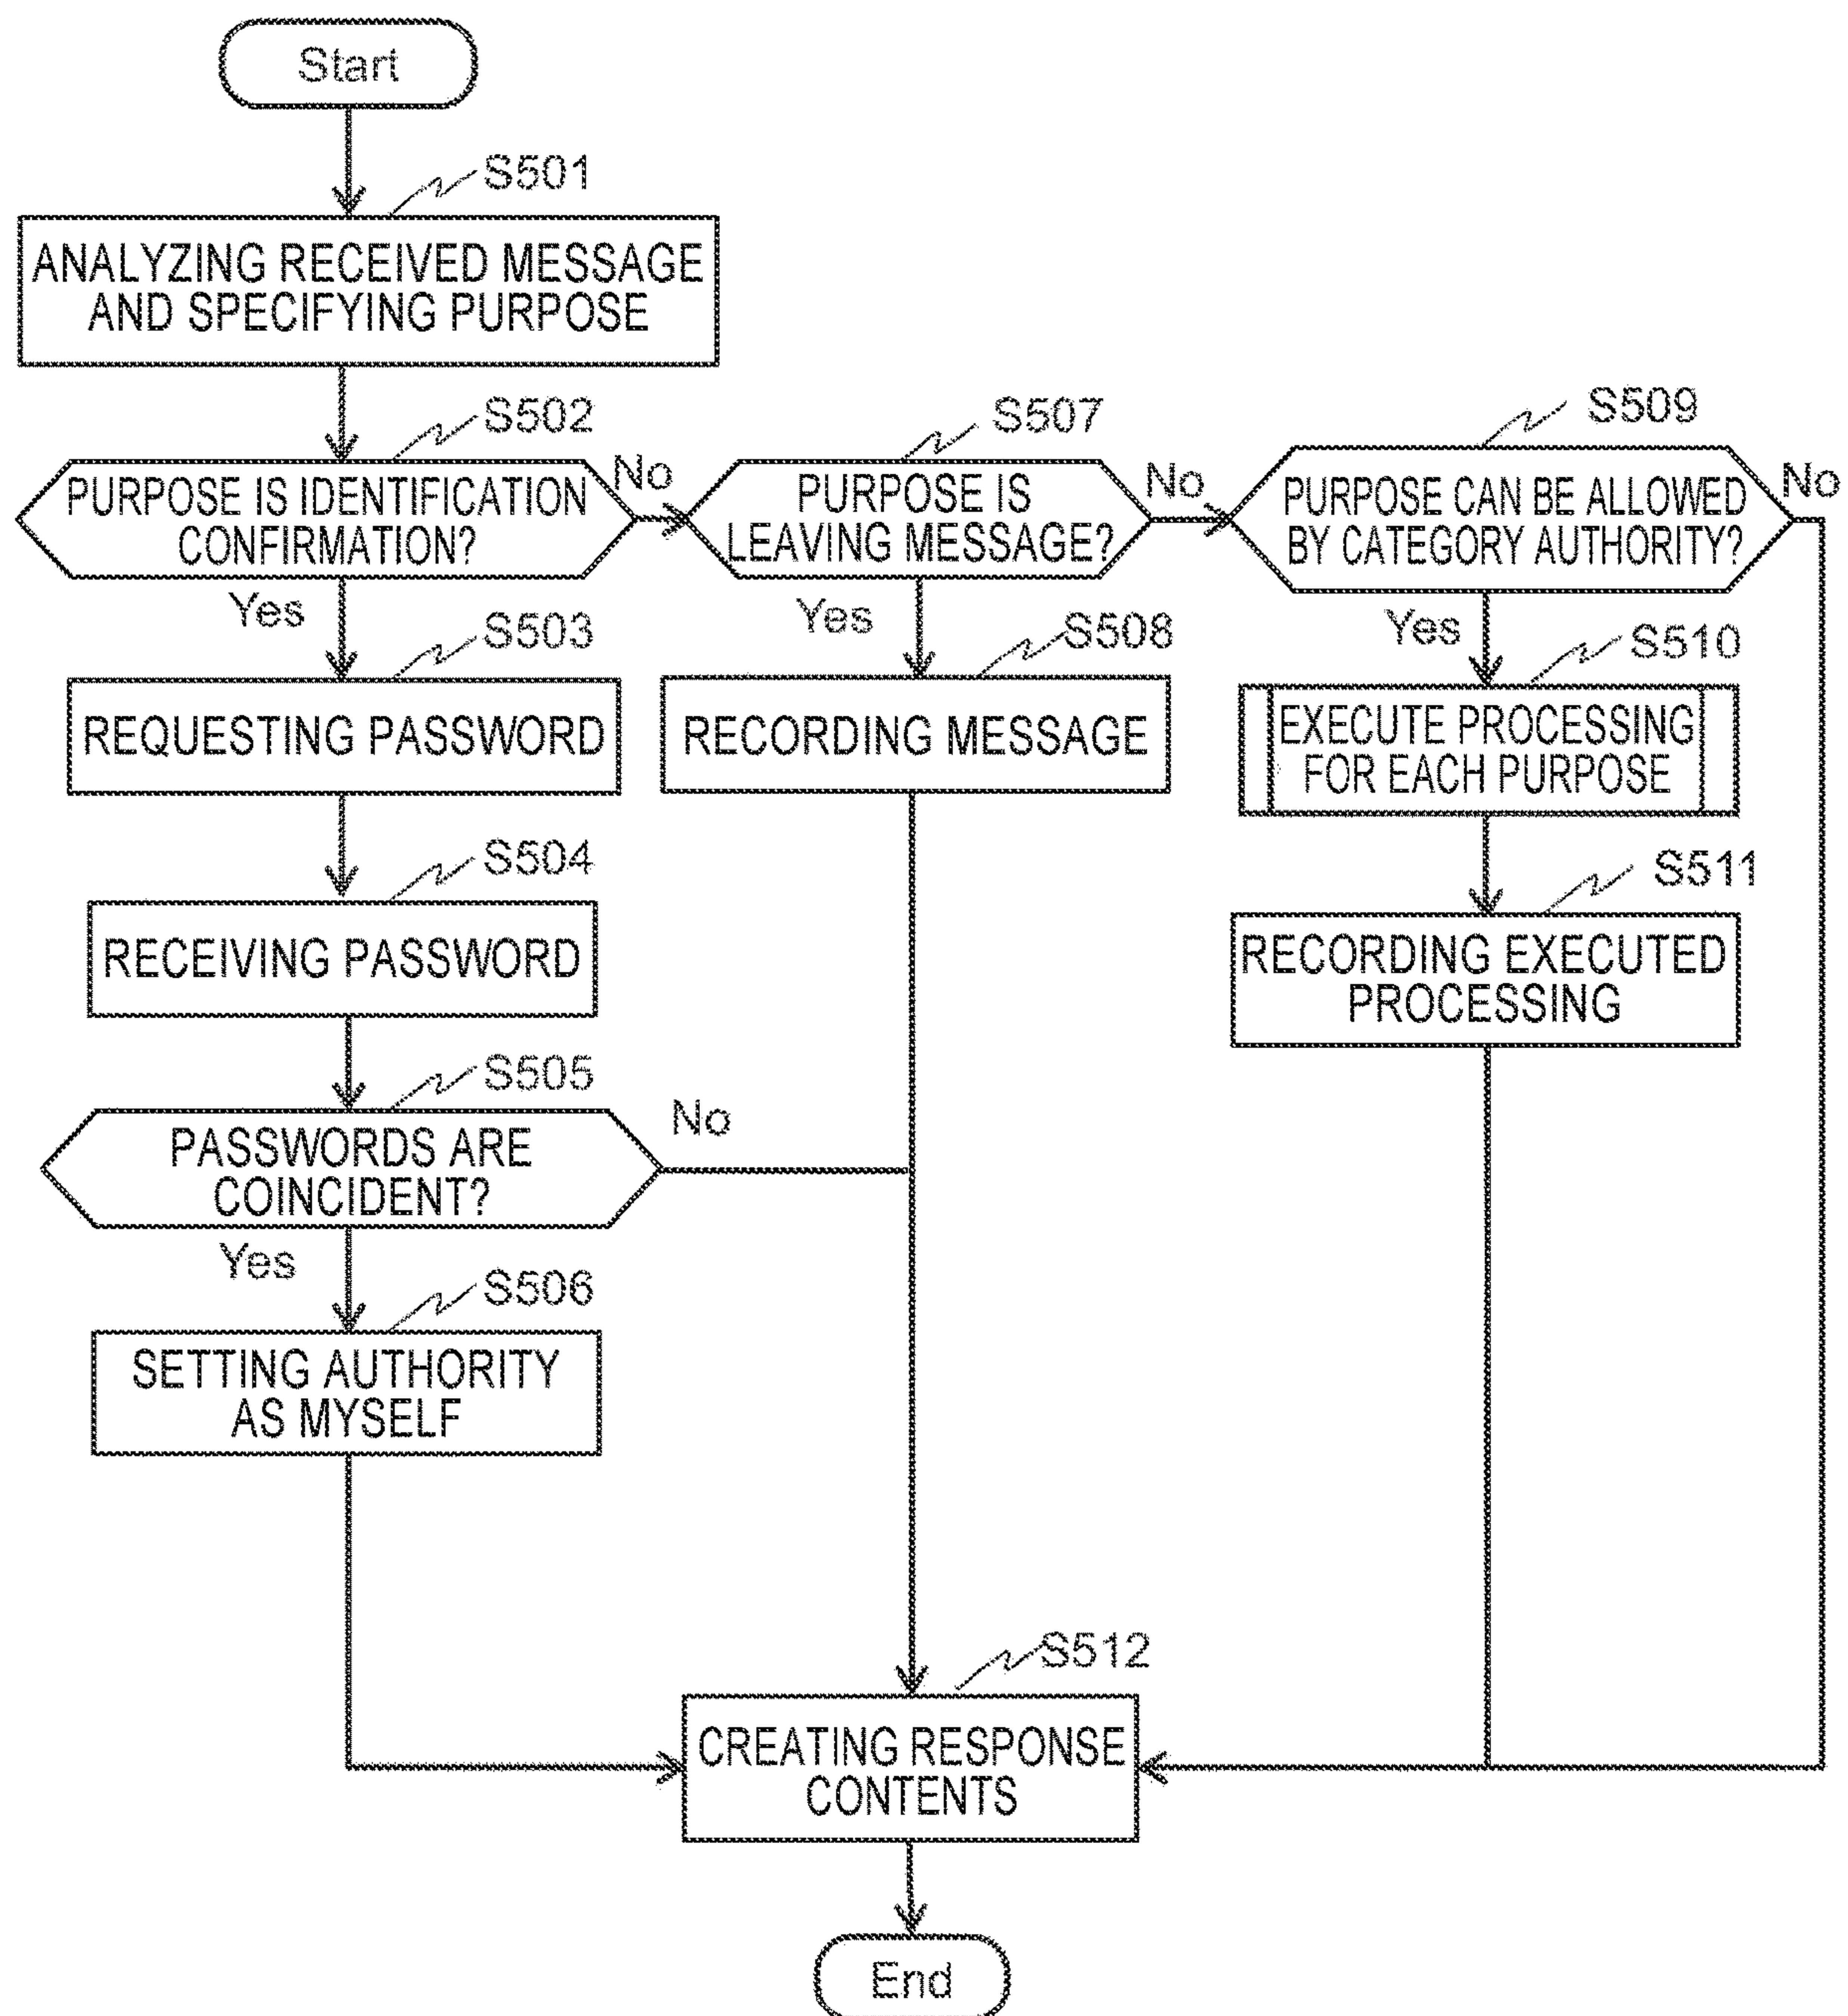 Start
S501
ANALYZING RECEIVED MESSAGE
AND SPECIFYING PURPOSE
S502
PURPOSE IS IDENTIFICATION
CONFIRMATION?
No
Yes
S507
PURPOSE IS
LEAVING MESSAGE?
No
Yes
S509
PURPOSE CAN BE ALLOWED
BY CATEGORY AUTHORITY?
No
Yes
S503
REQUESTING PASSWORD
S508
RECORDING MESSAGE
S510
EXECUTE PROCESSING
FOR EACH PURPOSE
S504
RECEIVING PASSWORD
S511
RECORDING EXECUTED
PROCESSING
S505
PASSWORDS ARE
COINCIDENT?
No
Yes
S506
SETTING AUTHORITY
AS MYSELF
S512
CREATING RESPONSE
CONTENTS
End